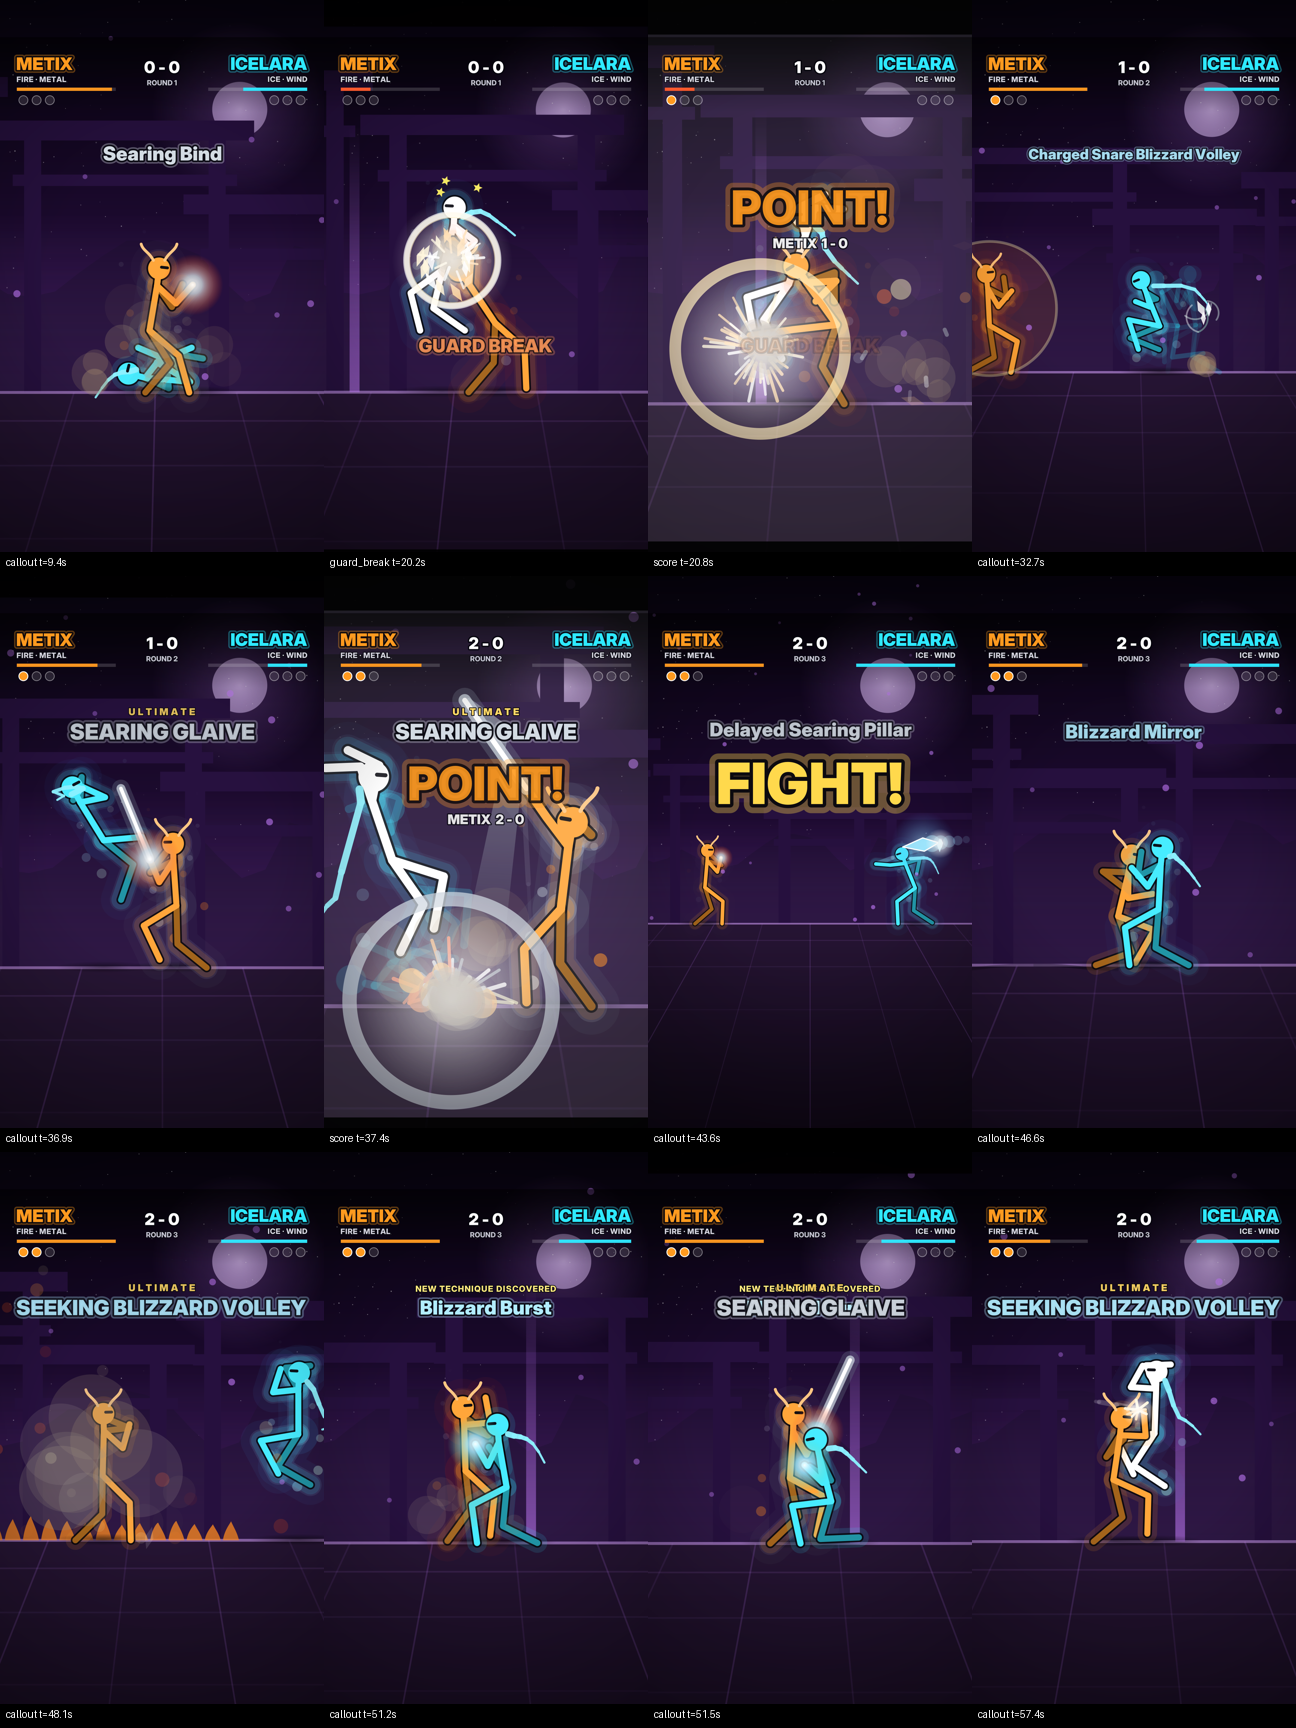 METIX
0-0
ICELARA
FIRE · METAL
ROUND 1
ICE · WIND
Searing Bind
callout t=9.4s
METIX
0-0
ICELARA
FIRE · METAL
ROUND 1
ICE · WIND
GUARD BREAK
guard_break t=20.2s
METIX
1-0
ICELARA
FIRE · METAL
ROUND 1
ICE · WIND
POINT!
METIX 1-0
GUARD BREAK
score t=20.8s
METIX
1-0
ICELARA
FIRE · METAL
ROUND 2
ICE · WIND
Charged Snare Blizzard Volley
callout t=32.7s
METIX
1-0
ICELARA
FIRE · METAL
ROUND 2
ICE · WIND
ULTIMATE
SEARING GLAIVE
callout t=36.9s
METIX
2-0
ICELARA
FIRE · METAL
ROUND 2
ICE · WIND
ULTIMATE
SEARING GLAIVE
POINT!
METIX 2-0
score t=37.4s
METIX
2-0
ICELARA
FIRE · METAL
ROUND 3
ICE · WIND
Delayed Searing Pillar
FIGHT!
callout t=43.6s
METIX
2-0
ICELARA
FIRE · METAL
ROUND 3
ICE · WIND
Blizzard Mirror
callout t=46.6s
METIX
2-0
ICELARA
FIRE · METAL
ROUND 3
ICE · WIND
ULTIMATE
SEEKING BLIZZARD VOLLEY
callout t=48.1s
METIX
2-0
ICELARA
FIRE · METAL
ROUND 3
ICE · WIND
NEW TECHNIQUE DISCOVERED
Blizzard Burst
callout t=51.2s
METIX
2-0
ICELARA
FIRE · METAL
ROUND 3
ICE · WIND
ULTIMATE
SEARING GLAIVE
callout t=51.5s
METIX
2-0
ICELARA
FIRE · METAL
ROUND 3
ICE · WIND
ULTIMATE
SEEKING BLIZZARD VOLLEY
callout t=57.4s